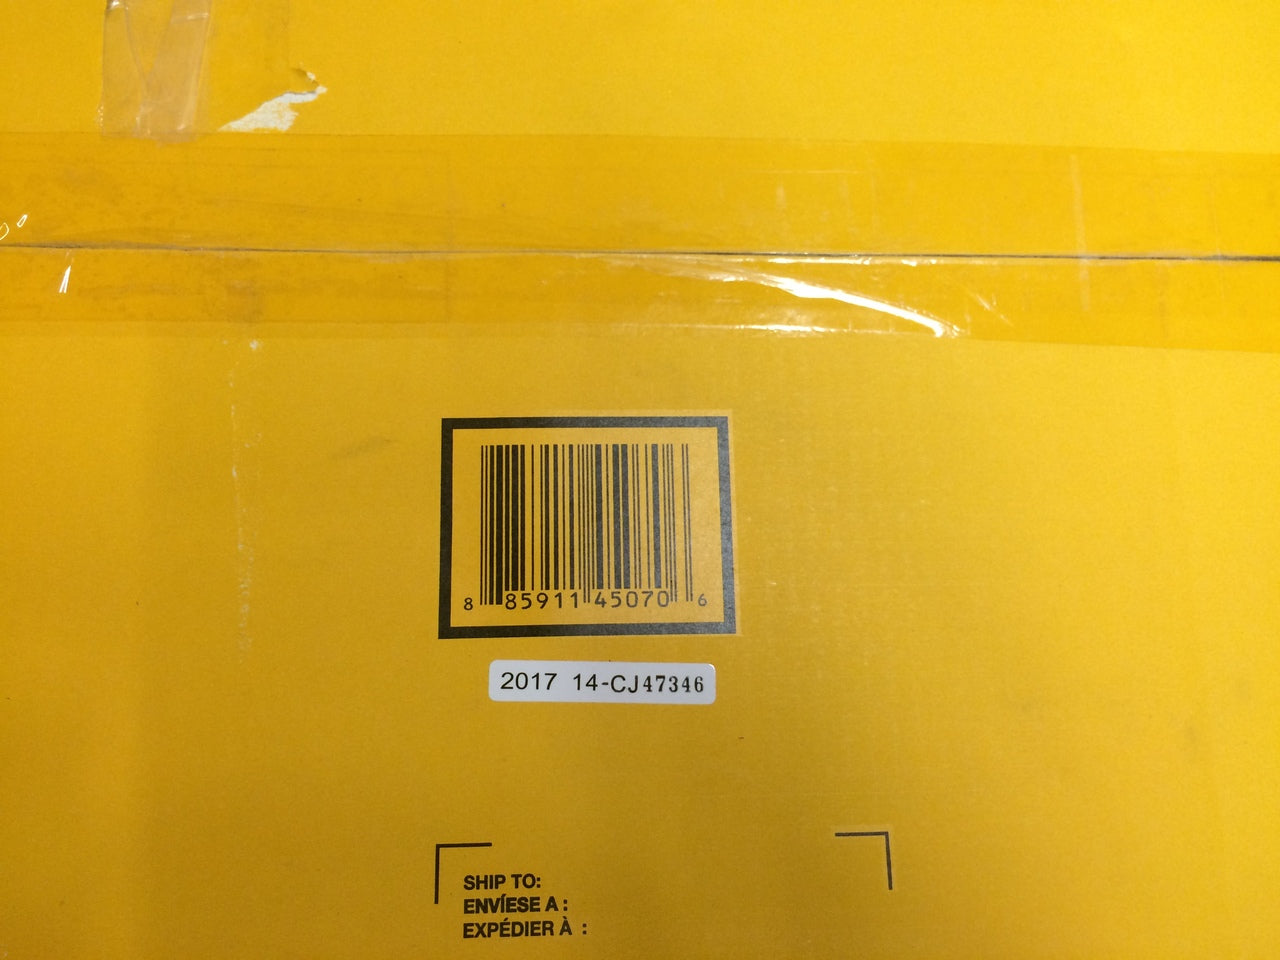 8 85911 45070 6
2017 14-CJ47346
SHIP TO:
ENVÍESE A :
EXPÉDIER À :